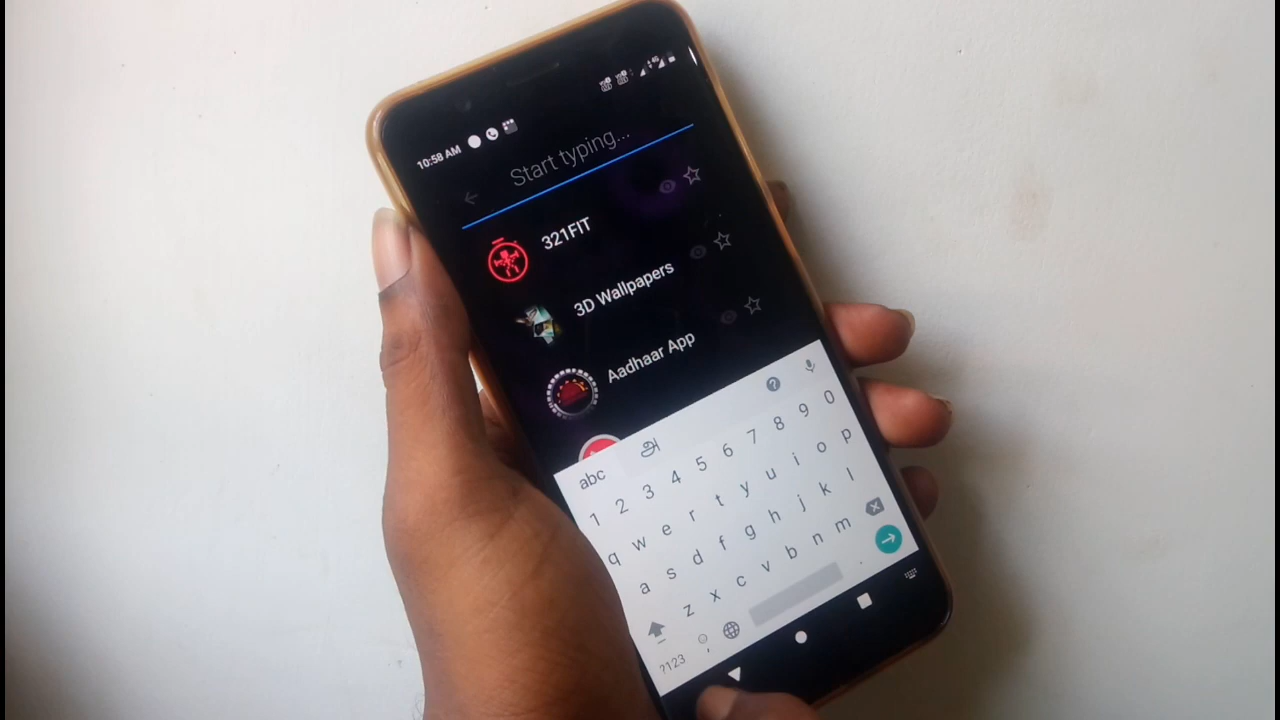 10:58 AM
Start typing...
321FIT
3D Wallpapers
Aadhaar App
abc அ
1 2 3 4 5 6 7 8 9 0
q w e r t y u i o p
a s d f g h j k l
z x c v b n m
?123 , .